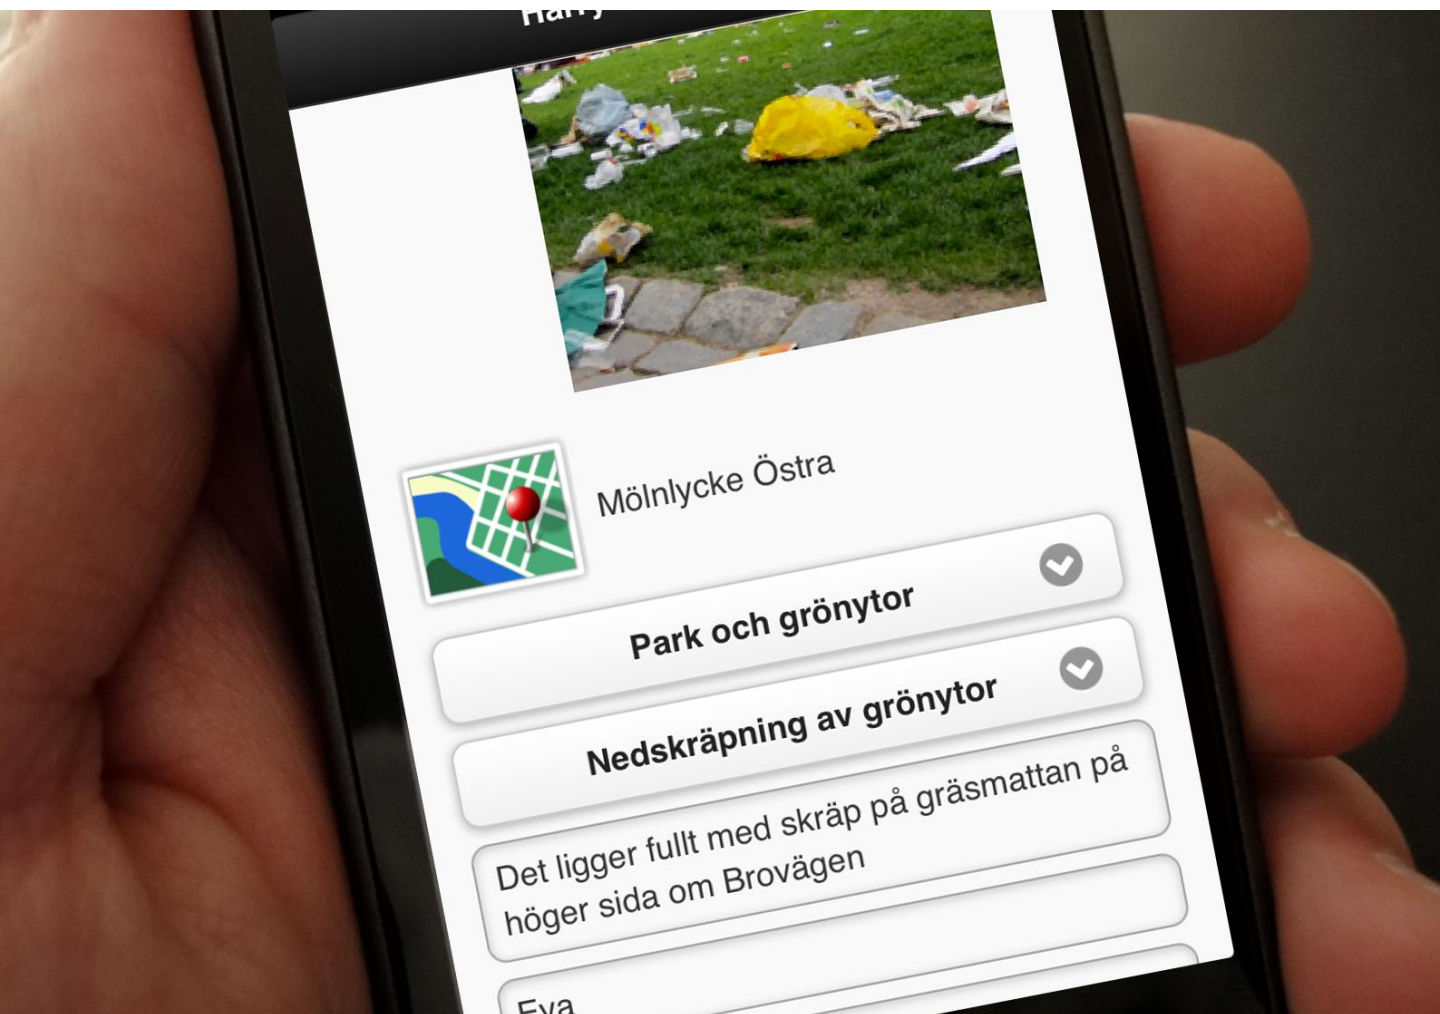 Mölnlycke Östra
Park och grönytor
Nedskräpning av grönytor
Det ligger fullt med skräp på gräsmattan på
höger sida om Brovägen
Eva